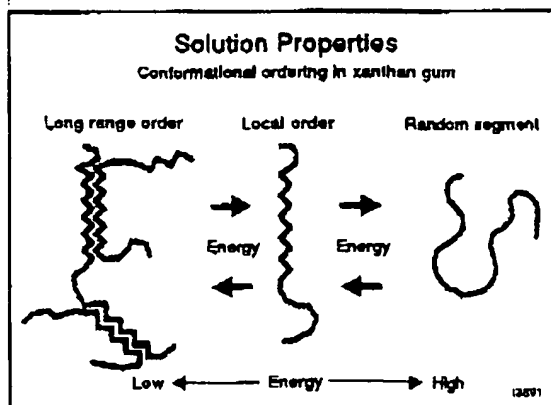 Solution Properties
Conformational ordering in xanthan gum
Long range order Local order Random segment
Energy Energy
Low Energy High